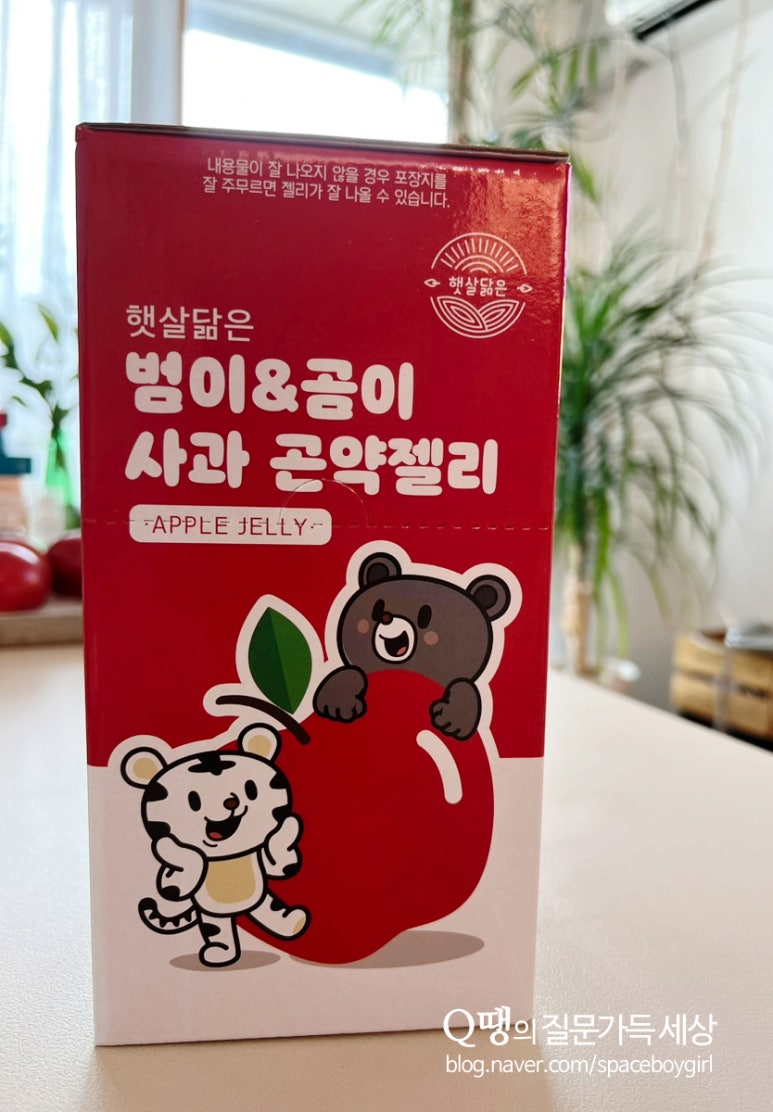 내용물이 잘 나오지 않을 경우 포장지를
잘 주무르면 젤리가 잘 나올 수 있습니다.
햇살닮은
햇살닮은
범이&곰이
사과 곤약젤리
·APPLE JELLY·
Q땡의 질문가득 세상
blog.naver.com/spaceboygirl